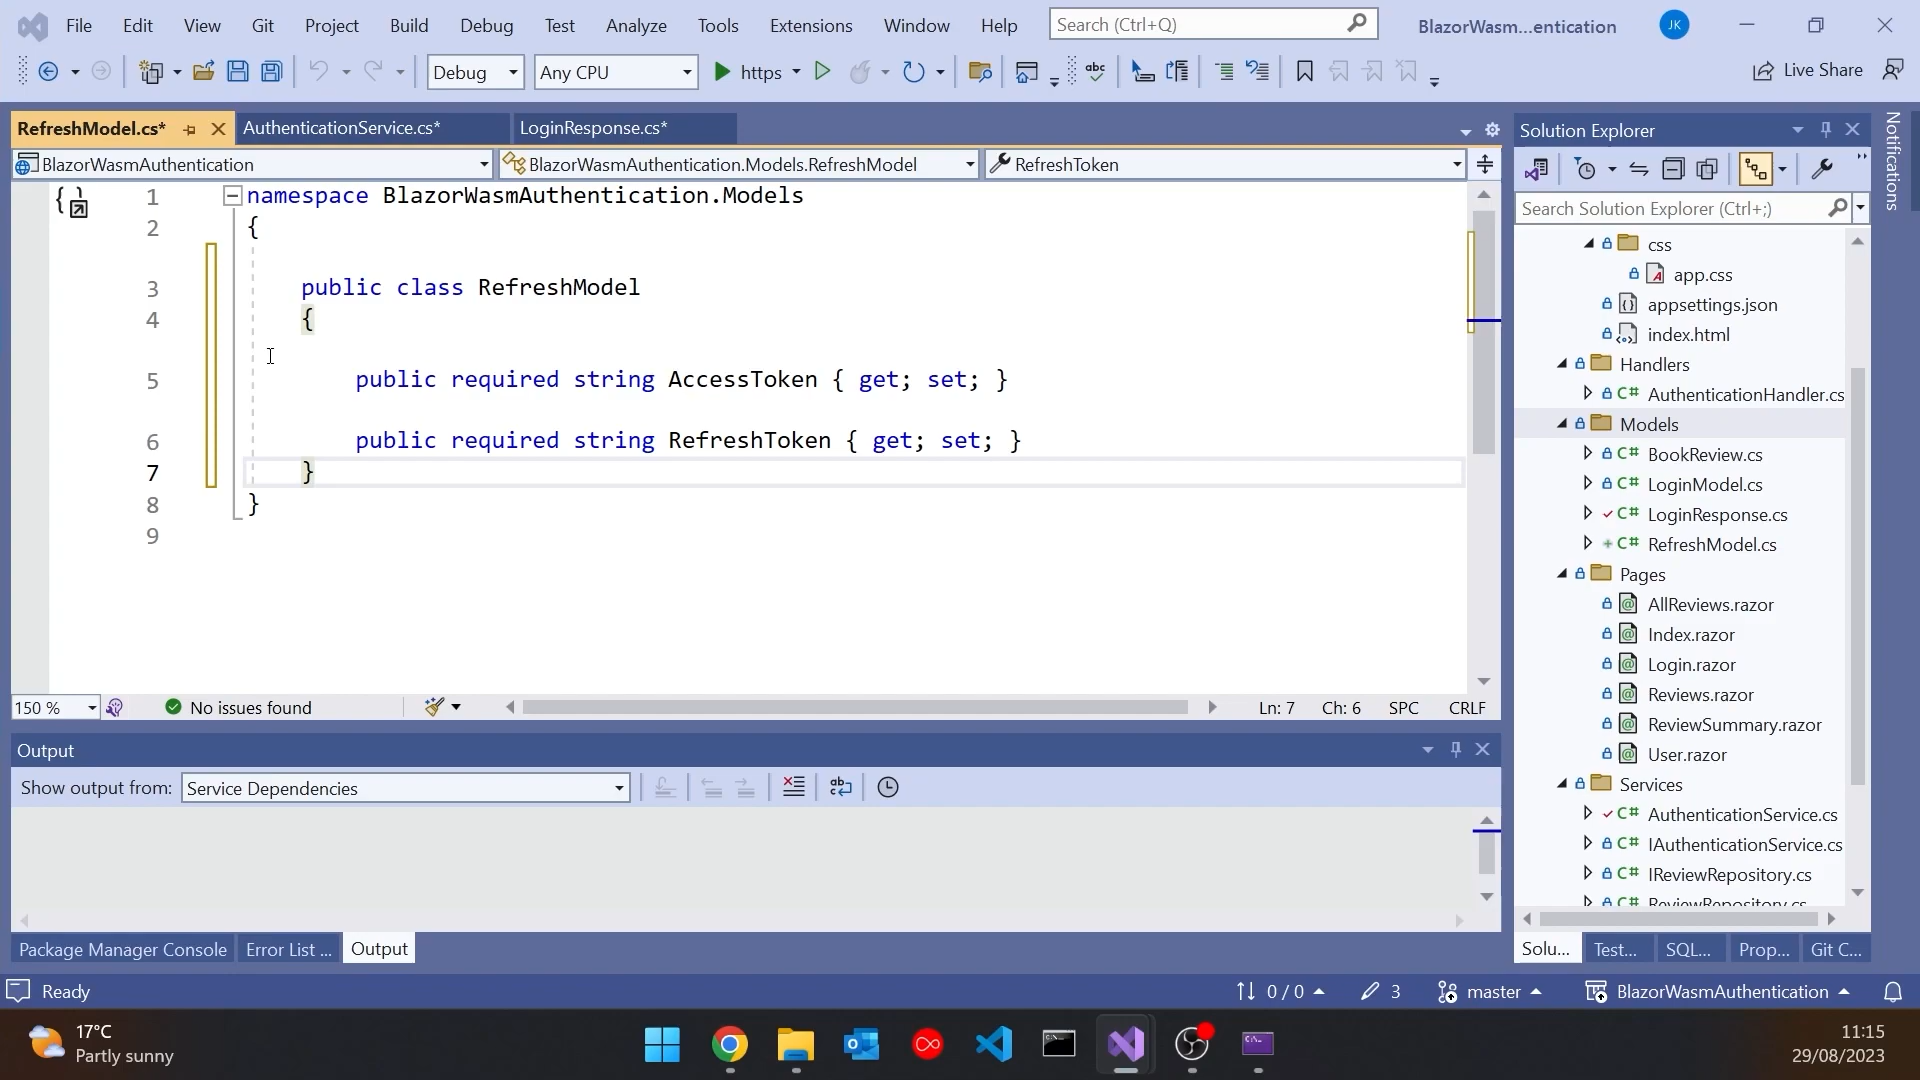 File Edit View Git Project Build Debug Test Analyze Tools Extensions Window Help Search (Ctrl+Q) BlazorWasm...entication JK
Debug Any CPU https Live Share
RefreshModel.cs* AuthenticationService.cs* LoginResponse.cs*
BlazorWasmAuthentication BlazorWasmAuthentication.Models.RefreshModel RefreshToken
1 namespace BlazorWasmAuthentication.Models
2 {
3 public class RefreshModel
4 {
5 public required string AccessToken { get; set; }
6 public required string RefreshToken { get; set; }
7 }
8 }
9
150 % No issues found Ln: 7 Ch: 6 SPC CRLF
Output
Show output from: Service Dependencies
Package Manager Console Error List ... Output
Solution Explorer
Search Solution Explorer (Ctrl+;)
css
app.css
appsettings.json
index.html
Handlers
C# AuthenticationHandler.cs
Models
C# BookReview.cs
C# LoginModel.cs
C# LoginResponse.cs
C# RefreshModel.cs
Pages
AllReviews.razor
Index.razor
Login.razor
Reviews.razor
ReviewSummary.razor
User.razor
Services
C# AuthenticationService.cs
C# IAuthenticationService.cs
C# IReviewRepository.cs
C# ReviewRepository.cs
Solu... Test... SQL... Prop... Git C...
Notifications
Ready 0 / 0 3 master BlazorWasmAuthentication
17°C
Partly sunny
11:15
29/08/2023